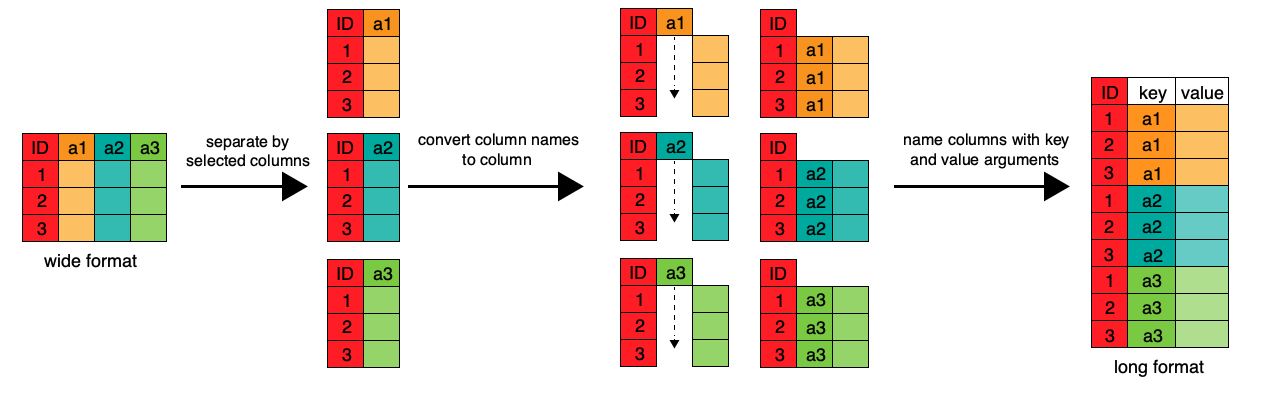 ID a1 a2 a3
1
2
3
wide format
separate by
selected columns
ID a1
1
2
3
ID a2
1
2
3
ID a3
1
2
3
convert column names
to column
ID a1
1
2
3
ID a2
1
2
3
ID a3
1
2
3
ID
1 a1
2 a1
3 a1
ID
1 a2
2 a2
3 a2
ID
1 a3
2 a3
3 a3
name columns with key
and value arguments
ID key value
1 a1
2 a1
3 a1
1 a2
2 a2
3 a2
1 a3
2 a3
3 a3
long format